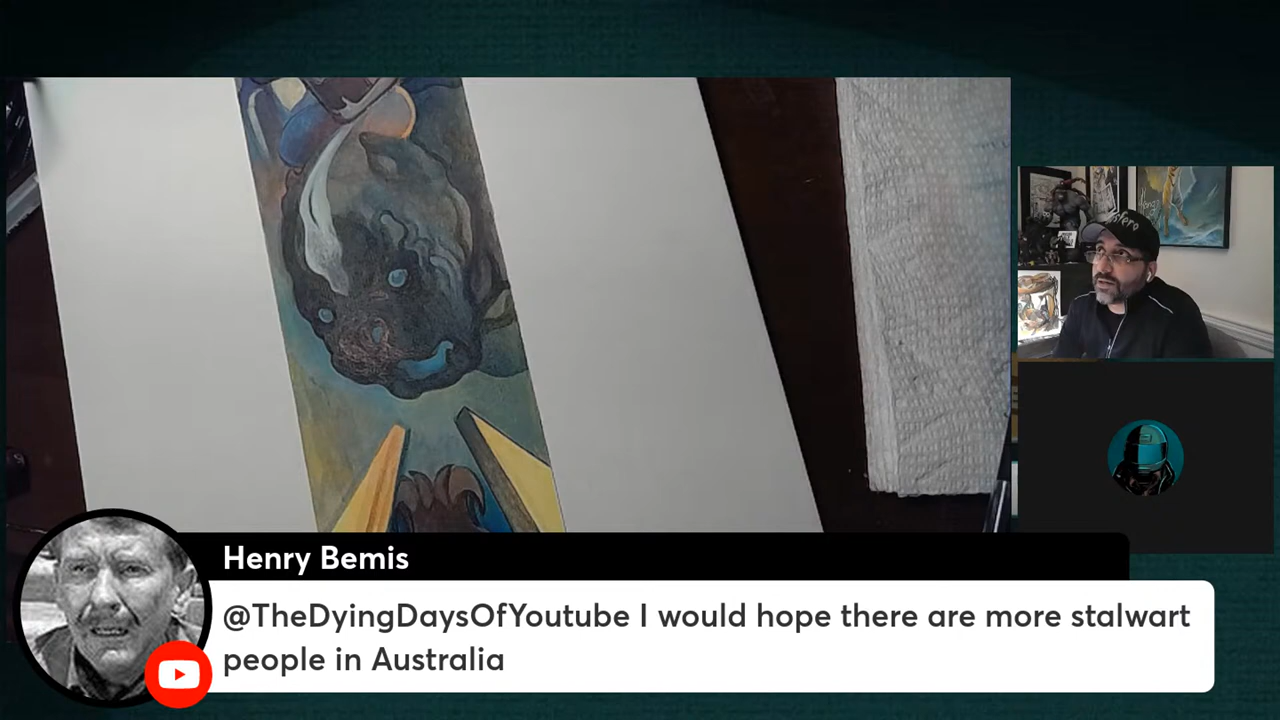 Henry Bemis
@TheDyingDaysOfYoutube I would hope there are more stalwart
people in Australia